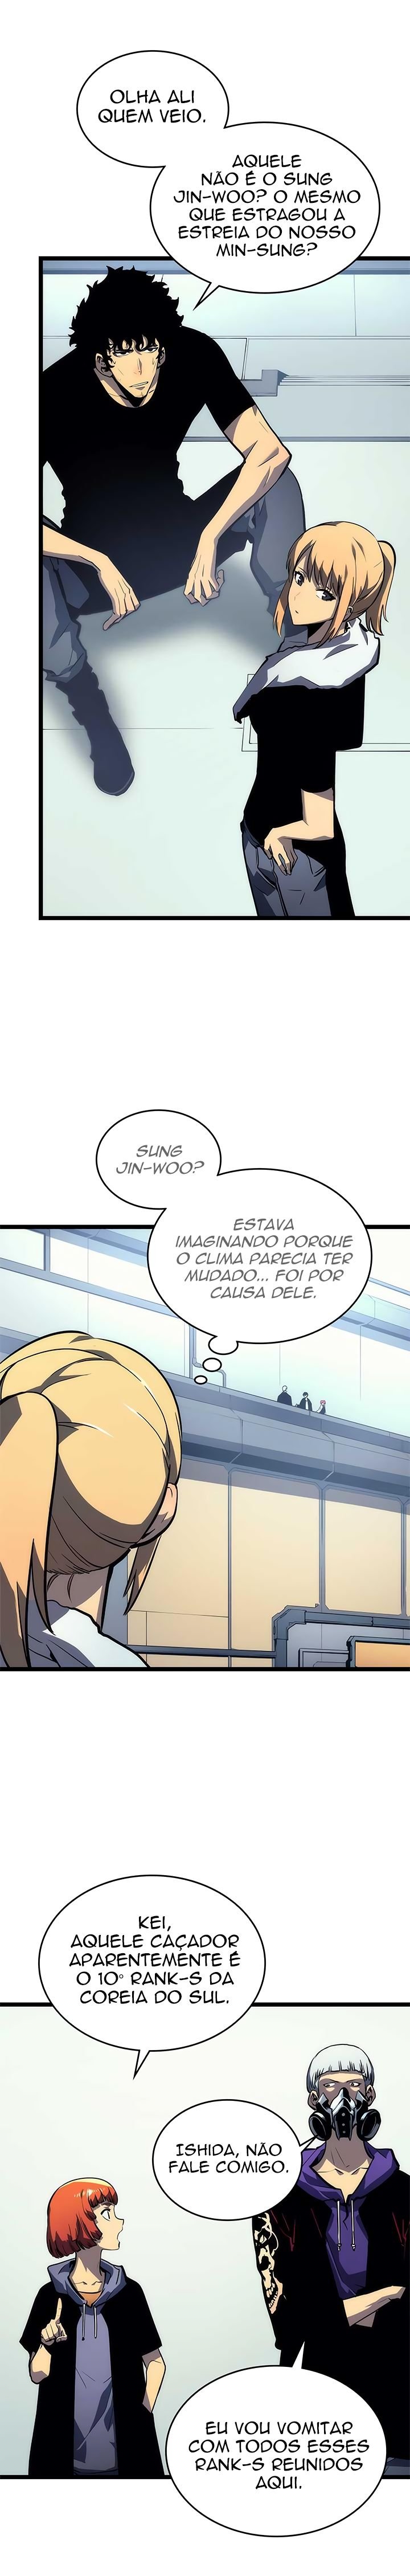 OLHA ALI
QUEM VEIO.
AQUELE
NÃO É O SUNG
JIN-WOO? O MESMO
QUE ESTRAGOU A
ESTREIA DO NOSSO
MIN-SUNG?
SUNG
JIN-WOO?
ESTAVA
IMAGINANDO PORQUE
O CLIMA PARECIA TER
MUDADO... FOI POR
CAUSA DELE.
KEI,
AQUELE CAÇADOR
APARENTEMENTE É
O 10° RANK-S DA
COREIA DO SUL.
ISHIDA, NÃO
FALE COMIGO.
EU VOU VOMITAR
COM TODOS ESSES
RANK-S REUNIDOS
AQUI.